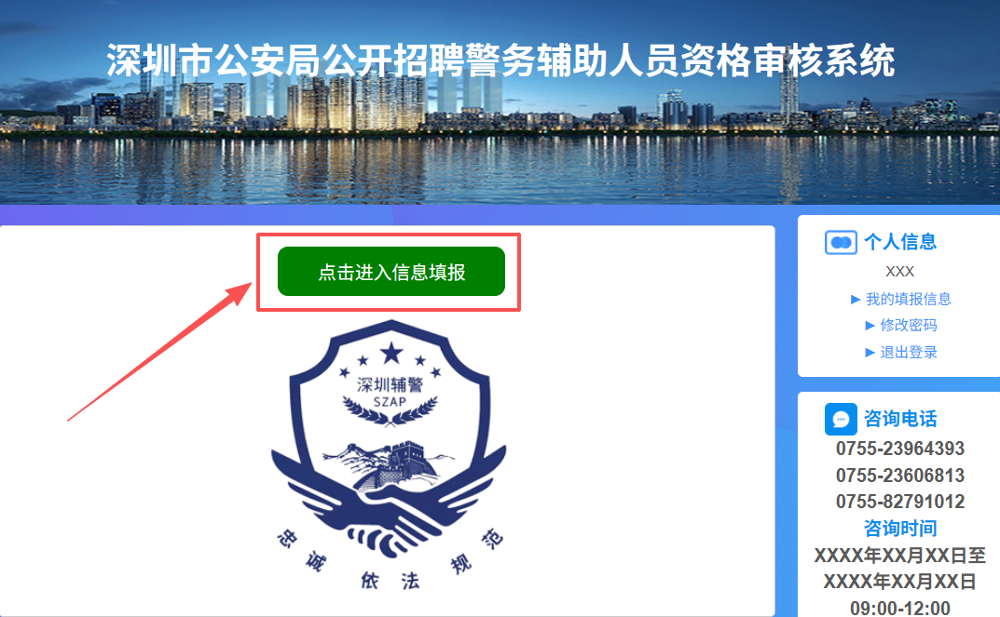 深圳市公安局公开招聘警务辅助人员资格审核系统
点击进入信息填报
深圳辅警
SZAP
忠诚 依法 规范
个人信息
XXX
▶ 我的填报信息
▶ 修改密码
▶ 退出登录
咨询电话
0755-23964393
0755-23606813
0755-82791012
咨询时间
XXXX年XX月XX日至
XXXX年XX月XX日
09:00-12:00